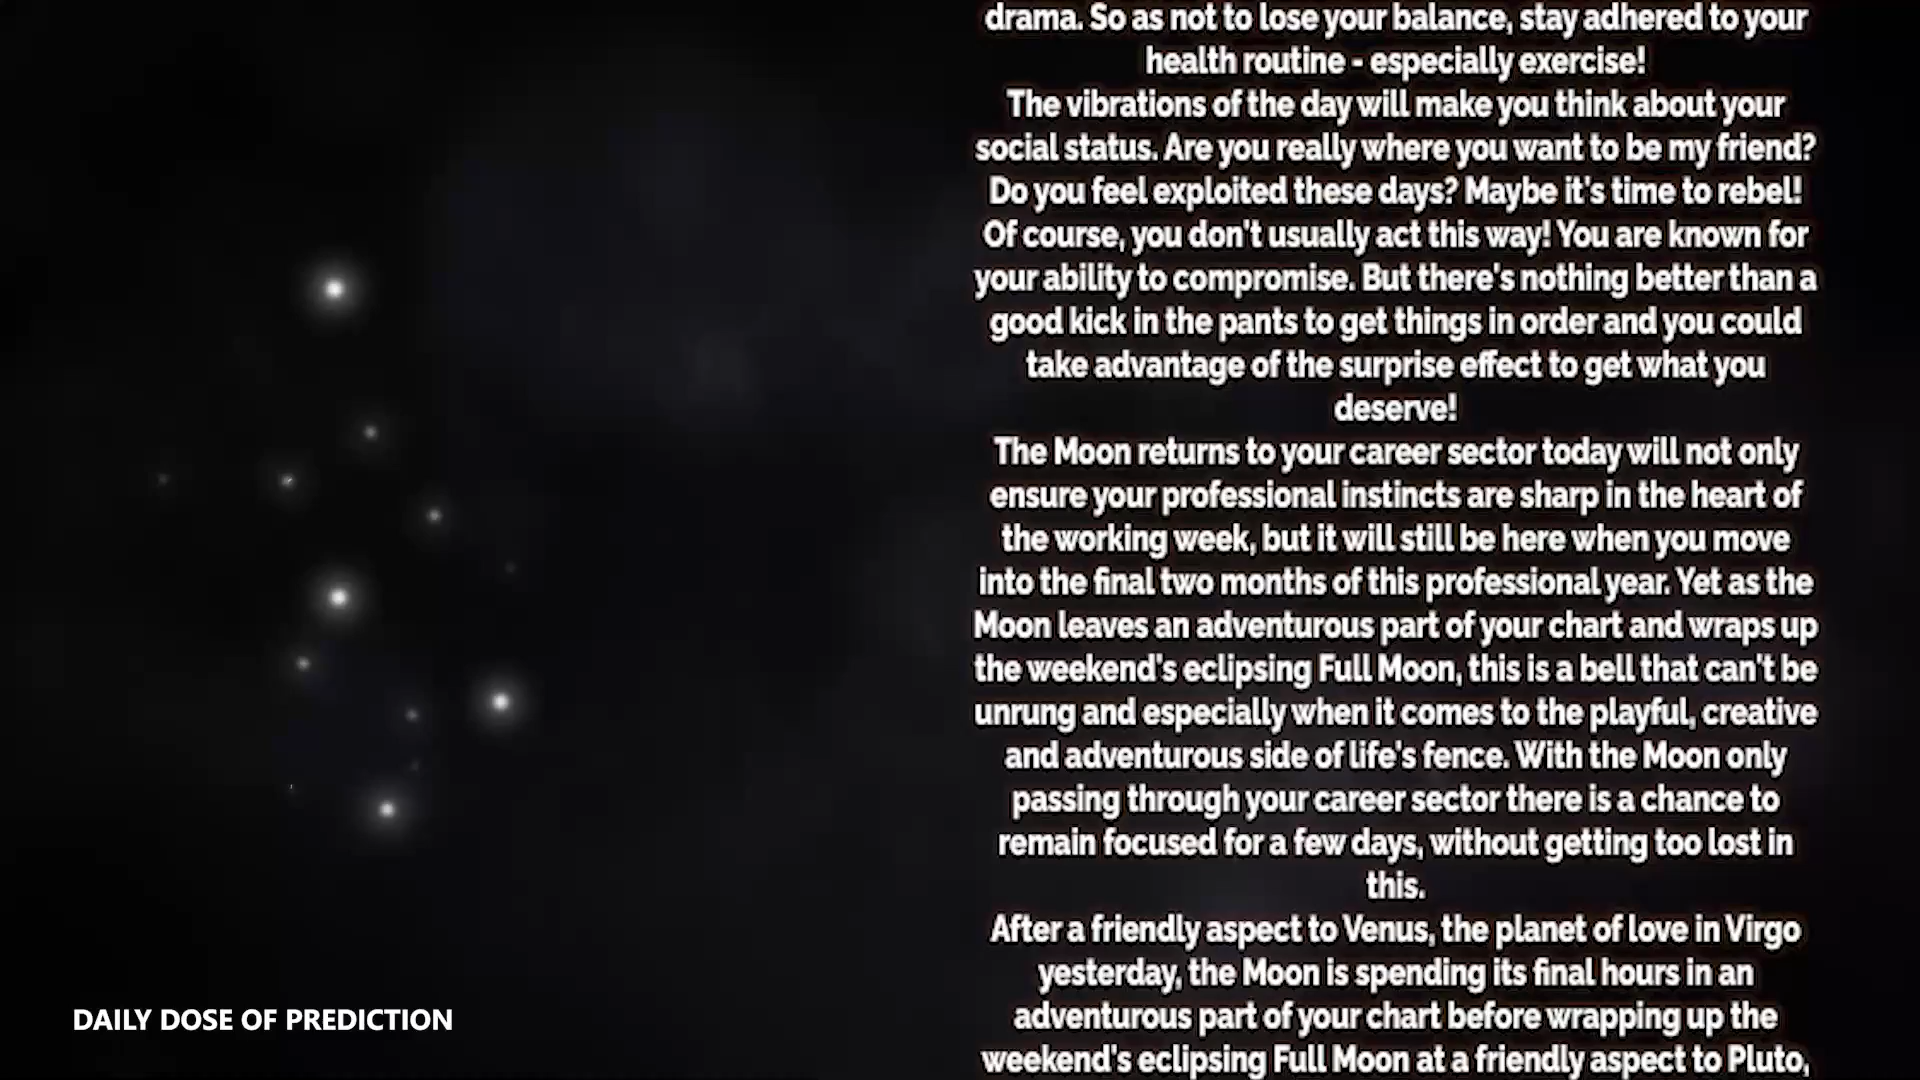 drama. So as not to lose your balance, stay adhered to your
health routine - especially exercise!
The vibrations of the day will make you think about your
social status. Are you really where you want to be my friend?
Do you feel exploited these days? Maybe it's time to rebel!
Of course, you don't usually act this way! You are known for
your ability to compromise. But there's nothing better than a
good kick in the pants to get things in order and you could
take advantage of the surprise effect to get what you
deserve!
The Moon returns to your career sector today will not only
ensure your professional instincts are sharp in the heart of
the working week, but it will still be here when you move
into the final two months of this professional year. Yet as the
Moon leaves an adventurous part of your chart and wraps up
the weekend's eclipsing Full Moon, this is a bell that can't be
unrung and especially when it comes to the playful, creative
and adventurous side of life's fence. With the Moon only
passing through your career sector there is a chance to
remain focused for a few days, without getting too lost in
this.
After a friendly aspect to Venus, the planet of love in Virgo
yesterday, the Moon is spending its final hours in an
adventurous part of your chart before wrapping up the
weekend's eclipsing Full Moon at a friendly aspect to Pluto,
DAILY DOSE OF PREDICTION